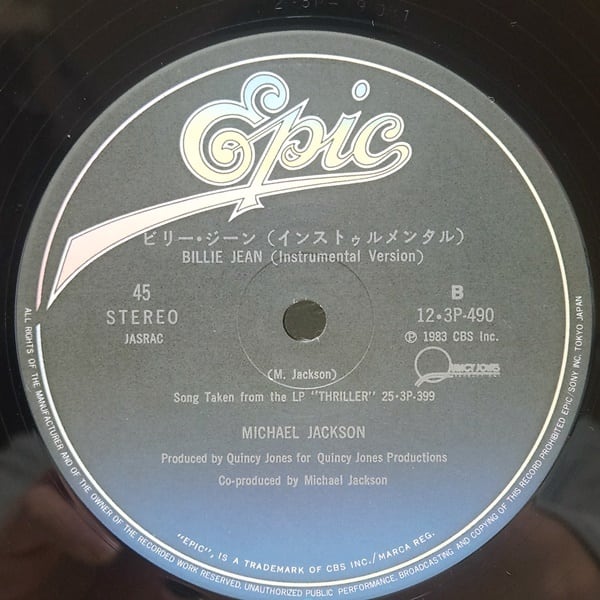 Epic
ビリー・ジーン（インストゥルメンタル）
BILLIE JEAN (Instrumental Version)
45
STEREO
JASRAC
B
12・3P-490
Ⓟ 1983 CBS Inc.
QUINCY JONES
(M. Jackson)
Song Taken from the LP "THRILLER" 25・3P-399
MICHAEL JACKSON
Produced by Quincy Jones for Quincy Jones Productions
Co-produced by Michael Jackson
"EPIC", IS A TRADEMARK OF CBS INC./MARCA REG.
ALL RIGHTS OF THE MANUFACTURER AND OF THE OWNER OF THE RECORDED WORK RESERVED, UNAUTHORIZED PUBLIC PERFORMANCE, BROADCASTING AND COPYING OF THIS RECORD PROHIBITED EPIC/SONY INC. TOKYO JAPAN